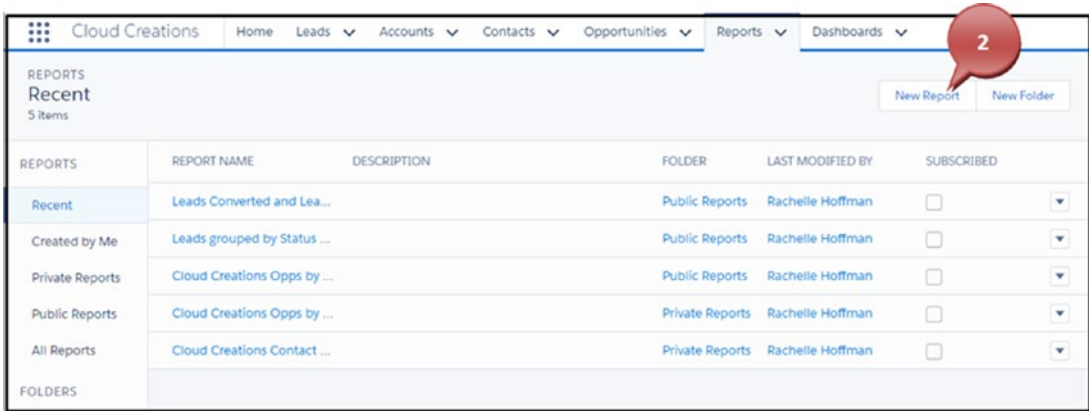 Cloud Creations Home Leads Accounts Contacts Opportunities Reports Dashboards
2
REPORTS
Recent
5 items
New Report New Folder
REPORTS REPORT NAME DESCRIPTION FOLDER LAST MODIFIED BY SUBSCRIBED
Recent Leads Converted and Lea... Public Reports Rachelle Hoffman
Created by Me Leads grouped by Status ... Public Reports Rachelle Hoffman
Private Reports Cloud Creations Opps by ... Public Reports Rachelle Hoffman
Public Reports Cloud Creations Opps by ... Private Reports Rachelle Hoffman
All Reports Cloud Creations Contact ... Private Reports Rachelle Hoffman
FOLDERS